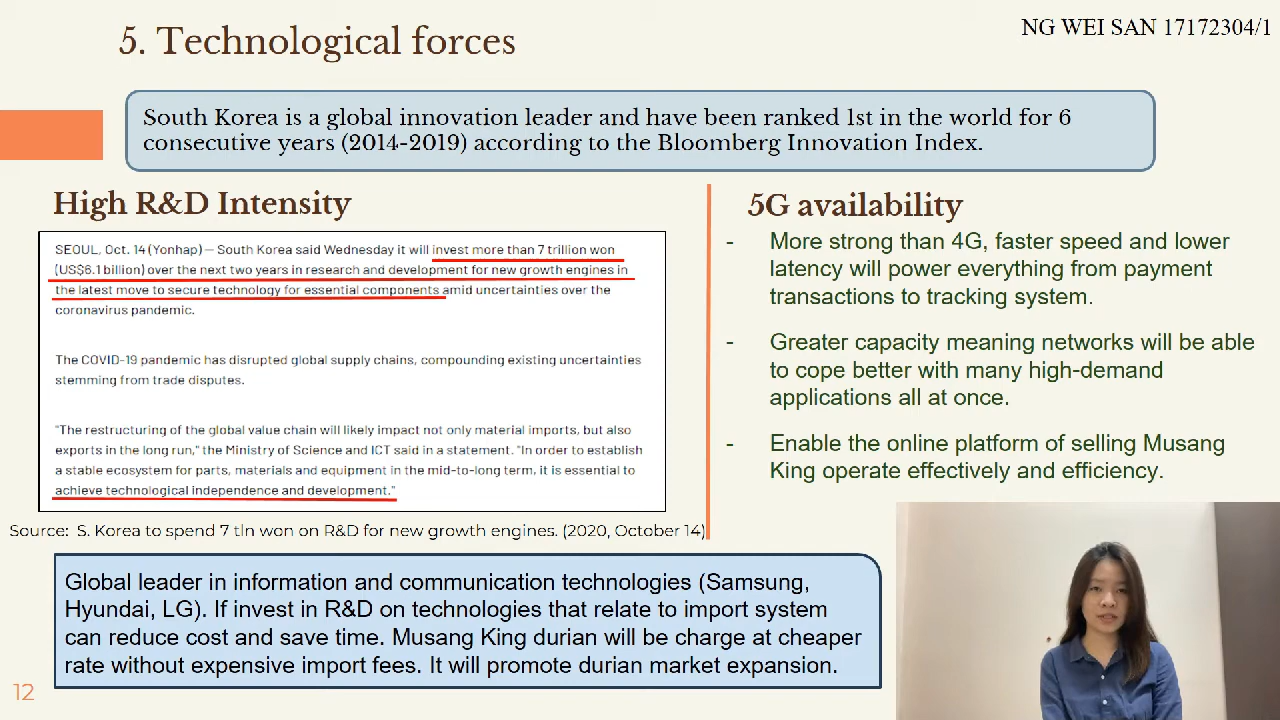 5. Technological forces
NG WEI SAN 17172304/1
South Korea is a global innovation leader and have been ranked 1st in the world for 6
consecutive years (2014-2019) according to the Bloomberg Innovation Index.
High R&D Intensity
SEOUL, Oct. 14 (Yonhap) — South Korea said Wednesday it will invest more than 7 trillion won
(US$6.1 billion) over the next two years in research and development for new growth engines in
the latest move to secure technology for essential components amid uncertainties over the
coronavirus pandemic.
The COVID-19 pandemic has disrupted global supply chains, compounding existing uncertainties
stemming from trade disputes.
"The restructuring of the global value chain will likely impact not only material imports, but also
exports in the long run," the Ministry of Science and ICT said in a statement. "In order to establish
a stable ecosystem for parts, materials and equipment in the mid-to-long term, it is essential to
achieve technological independence and development."
Source: S. Korea to spend 7 tln won on R&D for new growth engines. (2020, October 14)
5G availability
- More strong than 4G, faster speed and lower
latency will power everything from payment
transactions to tracking system.
- Greater capacity meaning networks will be able
to cope better with many high-demand
applications all at once.
- Enable the online platform of selling Musang
King operate effectively and efficiency.
Global leader in information and communication technologies (Samsung,
Hyundai, LG). If invest in R&D on technologies that relate to import system
can reduce cost and save time. Musang King durian will be charge at cheaper
rate without expensive import fees. It will promote durian market expansion.
12